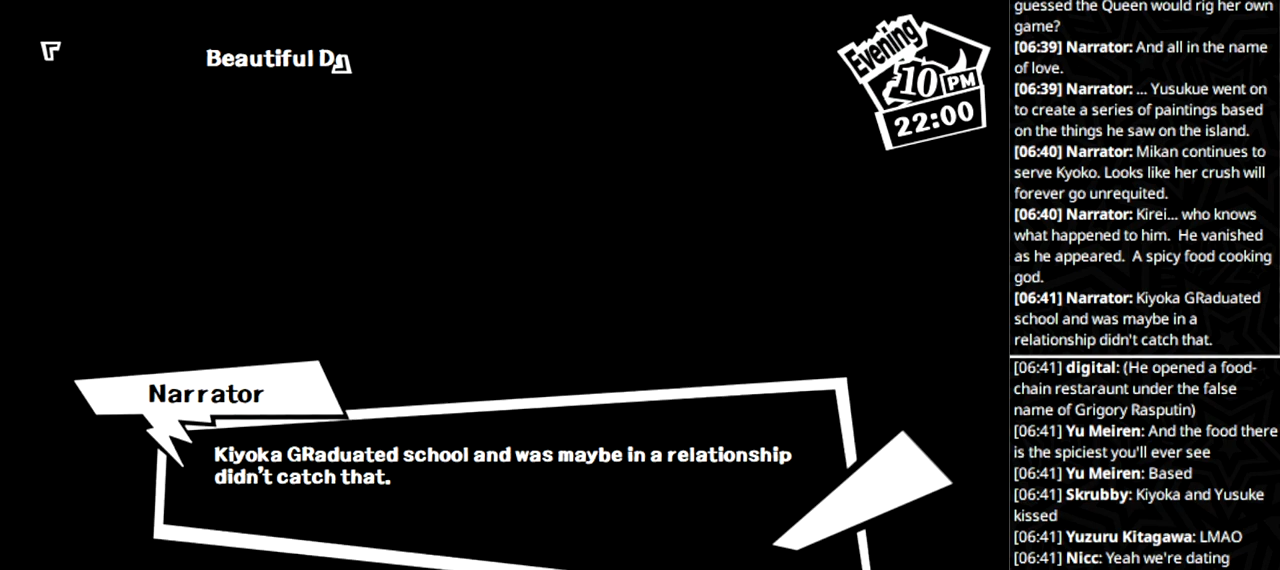 Beautiful Da
Evening
10 PM
22:00
Narrator
Kiyoka GRaduated school and was maybe in a relationship
didn't catch that.
guessed the Queen would rig her own
game?
[06:39] Narrator: And all in the name
of love.
[06:39] Narrator: ... Yusukue went on
to create a series of paintings based
on the things he saw on the island.
[06:40] Narrator: Mikan continues to
serve Kyoko. Looks like her crush will
forever go unrequited.
[06:40] Narrator: Kirei... who knows
what happened to him.  He vanished
as he appeared.  A spicy food cooking
god.
[06:41] Narrator: Kiyoka GRaduated
school and was maybe in a
relationship didn't catch that.
[06:41] digital: (He opened a food-
chain restaraunt under the false
name of Grigory Rasputin)
[06:41] Yu Meiren: And the food there
is the spiciest you'll ever see
[06:41] Yu Meiren: Based
[06:41] Skrubby: Kiyoka and Yusuke
kissed
[06:41] Yuzuru Kitagawa: LMAO
[06:41] Nicc: Yeah we're dating